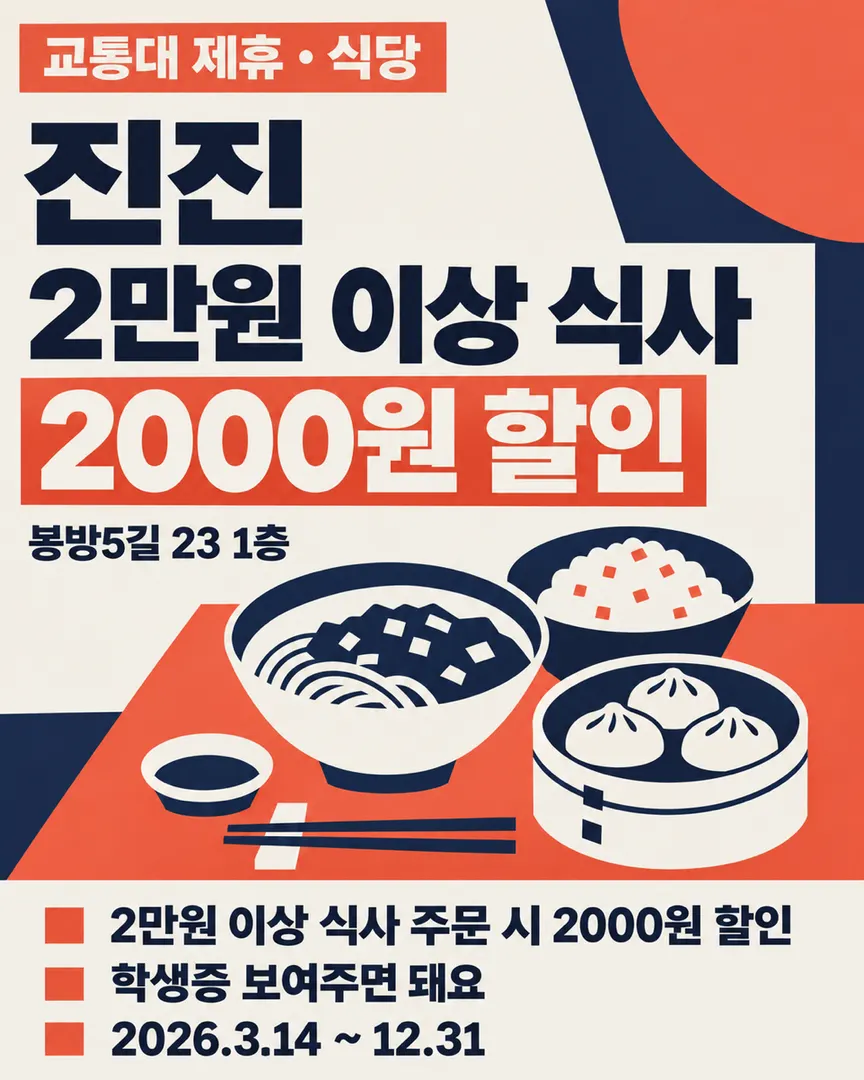 교통대 제휴 • 식당
진진
2만원 이상 식사
2000원 할인
봉방5길 23 1층
2만원 이상 식사 주문 시 2000원 할인
학생증 보여주면 돼요
2026.3.14 ~ 12.31